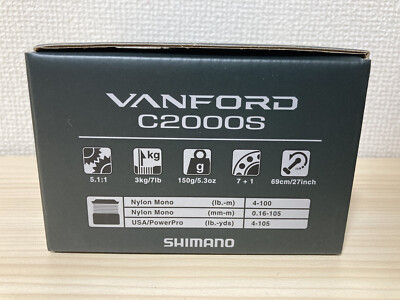 VANFORD
C2000S
kg g
5.1:1 3kg/7lb 150g/5.3oz 7 + 1 69cm/27inch
Nylon Mono (lb.-m) 4-100
Nylon Mono (mm-m) 0.16-105
USA/PowerPro (lb.-yds) 4-105
SHIMANO